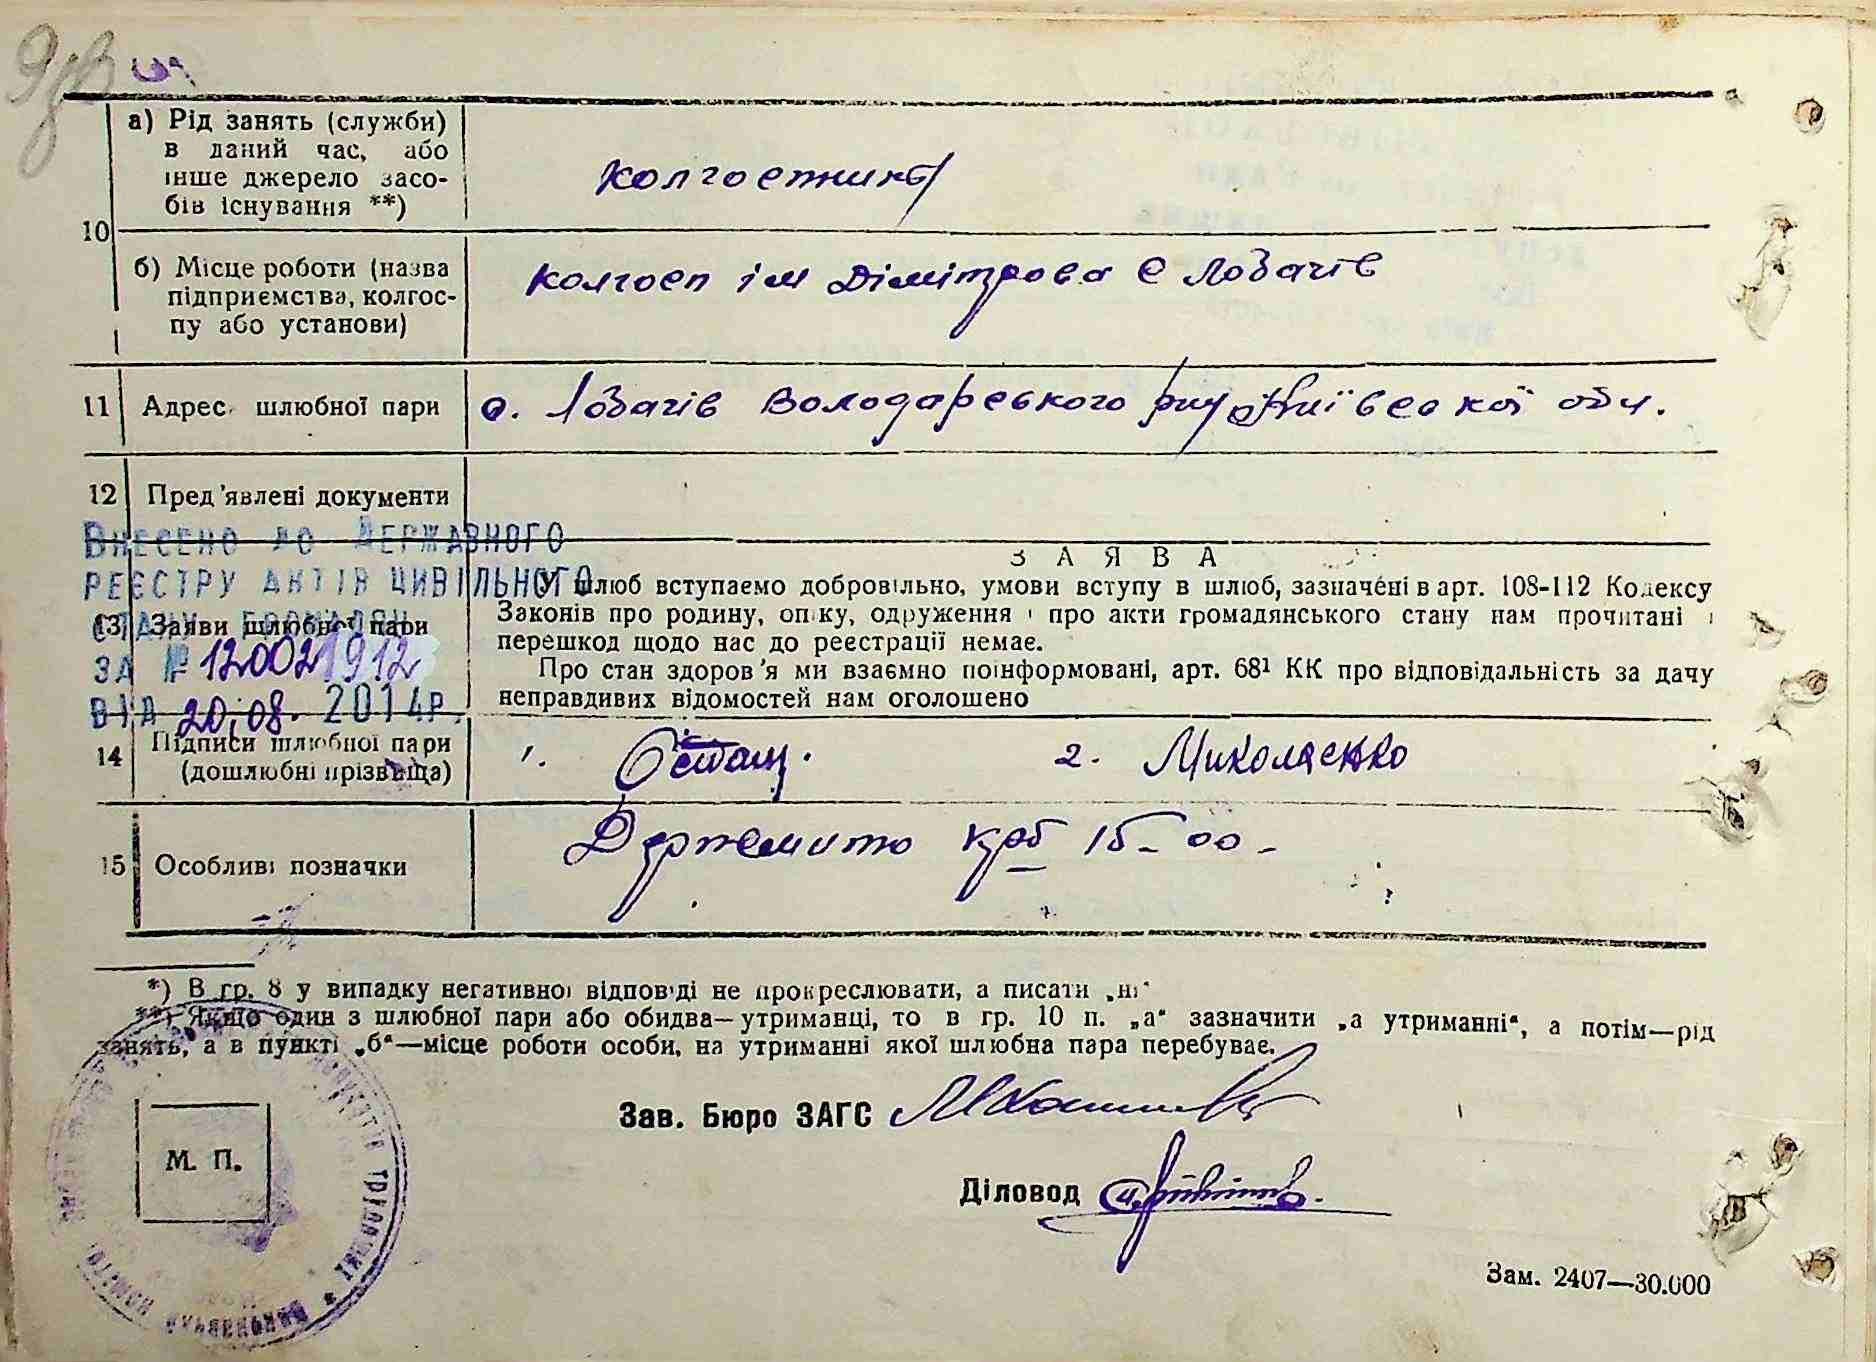 98
10
а) Рід занять (служби)
в даний час, або
інше джерело засо-
бів існування **)
колгоспники
б) Місце роботи (назва
підприємства, колгос-
пу або установи)
колгосп ім Дімітрова с Лобачів
11 Адрес шлюбної пари
с. Лобачів Володарського р-ну Київської обл.
12 Пред'явлені документи
ВНЕСЕНО ДО ДЕРЖАВНОГО
РЕЄСТРУ АКТІВ ЦИВІЛЬНОГО
СТАНУ ГРОМАДЯН
ЗА № 120021912
ВІД 20.08. 2014р.
13 Заяви шлюбної пари
ЗАЯВА
У шлюб вступаємо добровільно, умови вступу в шлюб, зазначені в арт. 108-112 Кодексу
Законів про родину, опіку, одруження і про акти громадянського стану нам прочитані і
перешкод щодо нас до реєстрації немає.
Про стан здоров'я ми взаємно поінформовані, арт. 68¹ КК про відповідальність за дачу
неправдивих відомостей нам оголошено
14 Підписи шлюбної пари
(дошлюбні прізвища)
1.
2. Миколаєнко
15 Особливі позначки
Держмито крб 15-00-
*) В гр. 8 у випадку негативної відповіді не прокреслювати, а писати „ні“
**) Якщо один з шлюбної пари або обидва—утриманці, то в гр. 10 п. „а“ зазначити „а утриманні“, а потім—рід
занять, а в пункті „б“—місце роботи особи, на утриманні якої шлюбна пара перебуває.
Зав. Бюро ЗАГС
М. П.
Діловод
Зам. 2407—30.000